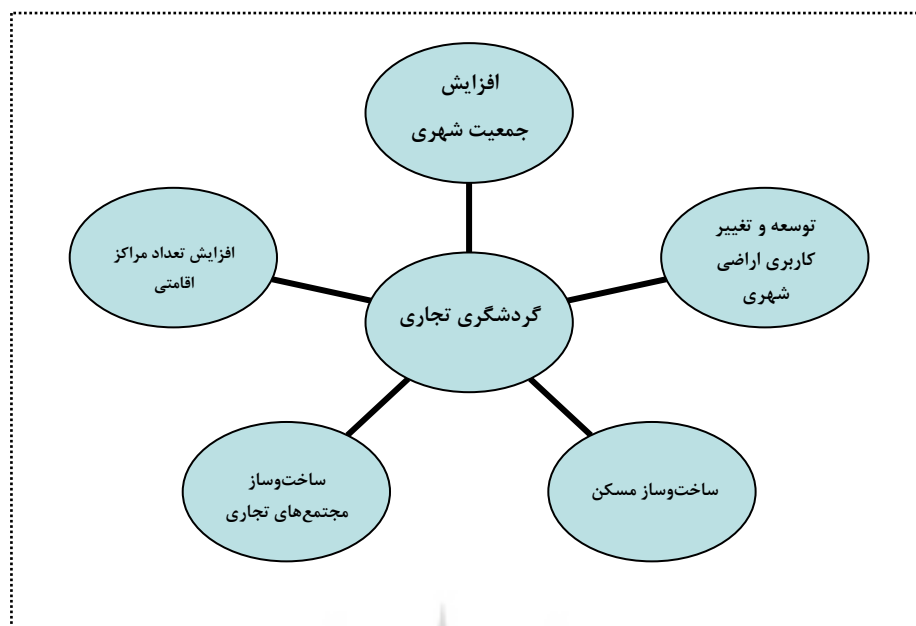 افزایش
جمعیت شهری
توسعه و تغییر
کاربری اراضی
شهری
افزایش تعداد مراکز
اقامتی
گردشگری تجاری
ساخت‌وساز
مجتمع‌های تجاری
ساخت‌وساز مسکن